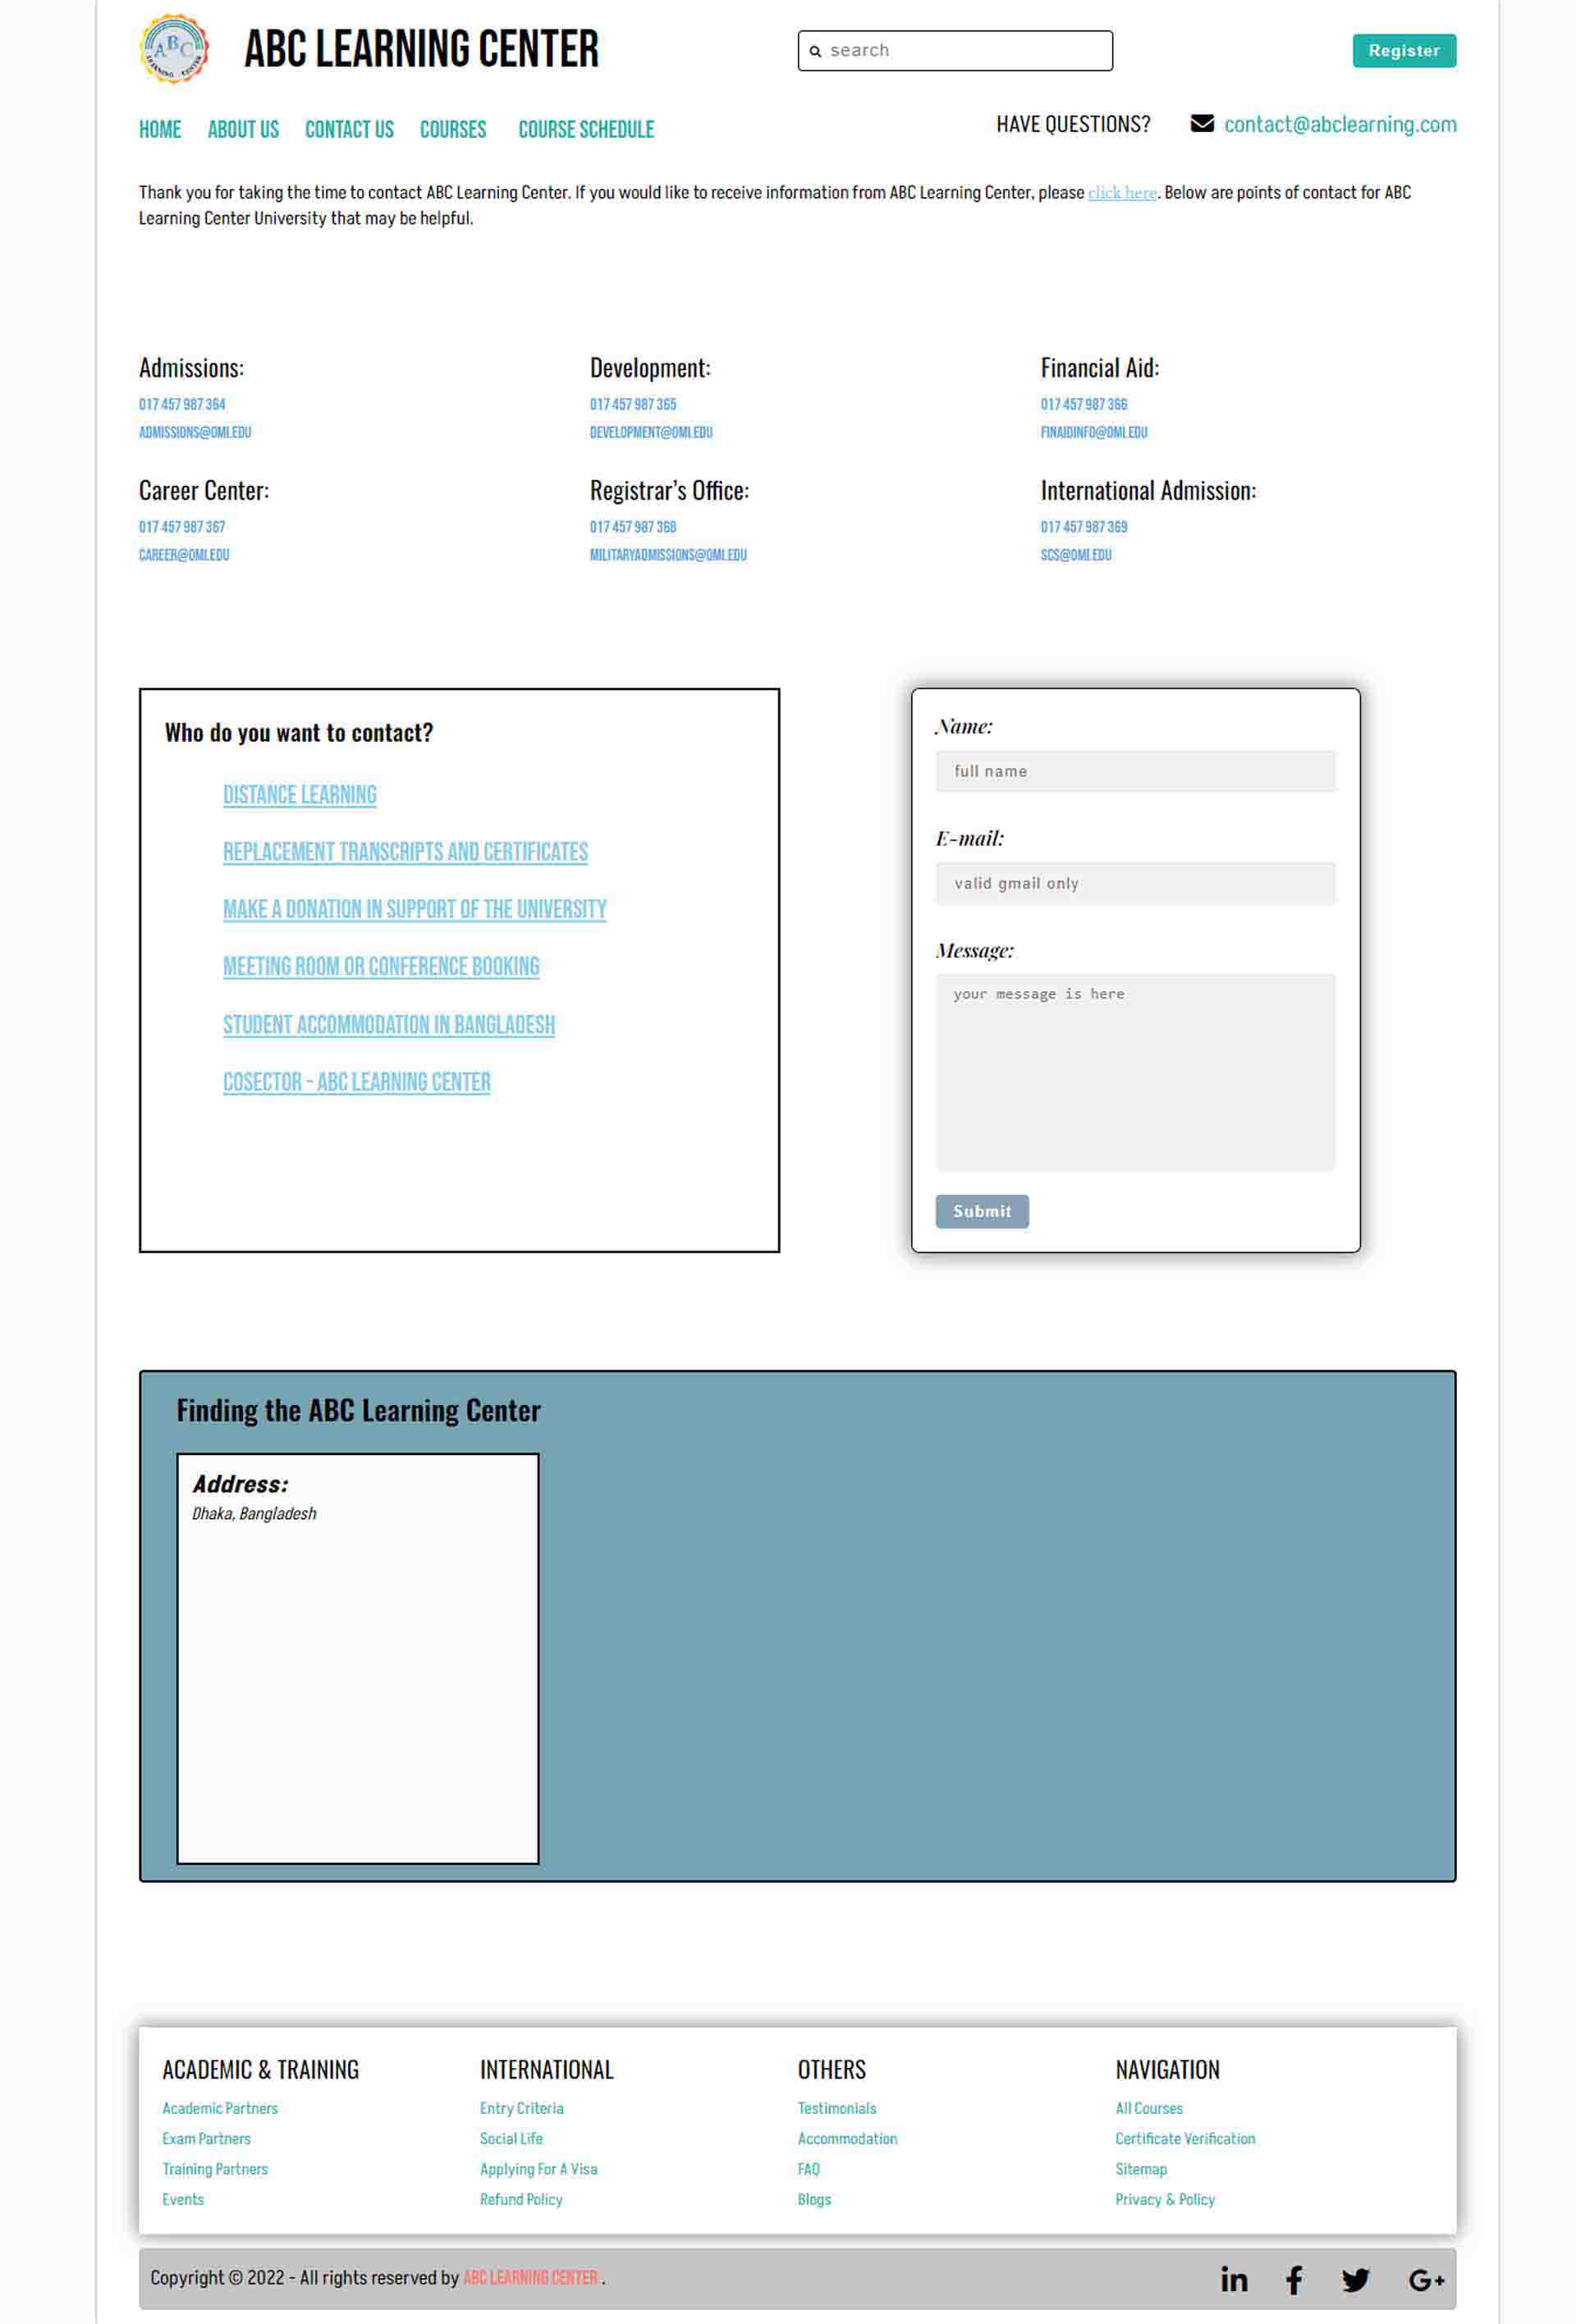 ABC
LEARNING CENTER
ABC LEARNING CENTER
search
Register
HOME ABOUT US CONTACT US COURSES COURSE SCHEDULE
HAVE QUESTIONS? contact@abclearning.com
Thank you for taking the time to contact ABC Learning Center. If you would like to receive information from ABC Learning Center, please click here. Below are points of contact for ABC
Learning Center University that may be helpful.
Admissions:
017 457 987 364
ADMISSIONS@OMI.EDU
Development:
017 457 987 365
DEVELOPMENT@OMI.EDU
Financial Aid:
017 457 987 366
FINAIDINFO@OMI.EDU
Career Center:
017 457 987 367
CAREER@OMI.EDU
Registrar’s Office:
017 457 987 368
MILITARYADMISSIONS@OMI.EDU
International Admission:
017 457 987 369
SCS@OMI.EDU
Who do you want to contact?
DISTANCE LEARNING
REPLACEMENT TRANSCRIPTS AND CERTIFICATES
MAKE A DONATION IN SUPPORT OF THE UNIVERSITY
MEETING ROOM OR CONFERENCE BOOKING
STUDENT ACCOMMODATION IN BANGLADESH
COSECTOR - ABC LEARNING CENTER
Name:
full name
E-mail:
valid gmail only
Message:
your message is here
Submit
Finding the ABC Learning Center
Address:
Dhaka, Bangladesh
ACADEMIC & TRAINING
Academic Partners
Exam Partners
Training Partners
Events
INTERNATIONAL
Entry Criteria
Social Life
Applying For A Visa
Refund Policy
OTHERS
Testimonials
Accommodation
FAQ
Blogs
NAVIGATION
All Courses
Certificate Verification
Sitemap
Privacy & Policy
Copyright © 2022 - All rights reserved by ABC LEARNING CENTER .
in f G+